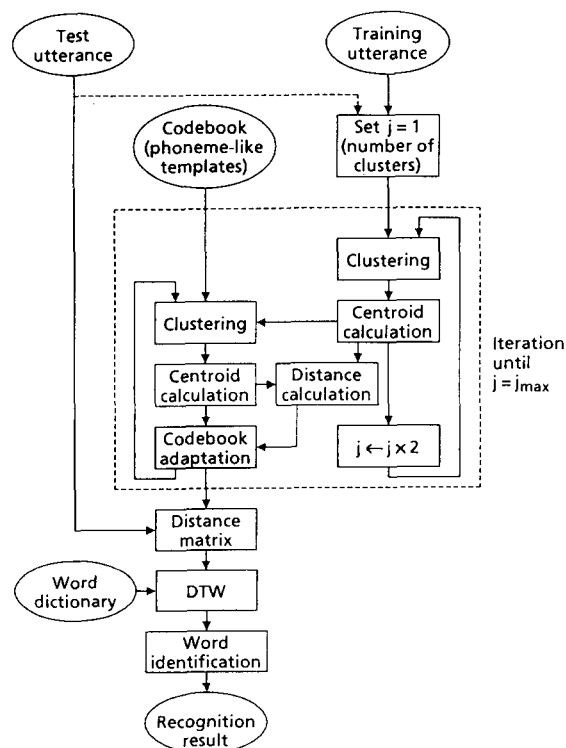 Test
utterance
Training
utterance
Codebook
(phoneme-like
templates)
Set j = 1
(number of
clusters)
Clustering
Clustering
Centroid
calculation
Iteration
until
j = jmax
Centroid
calculation
Distance
calculation
Codebook
adaptation
j ← j × 2
Distance
matrix
Word
dictionary
DTW
Word
identification
Recognition
result